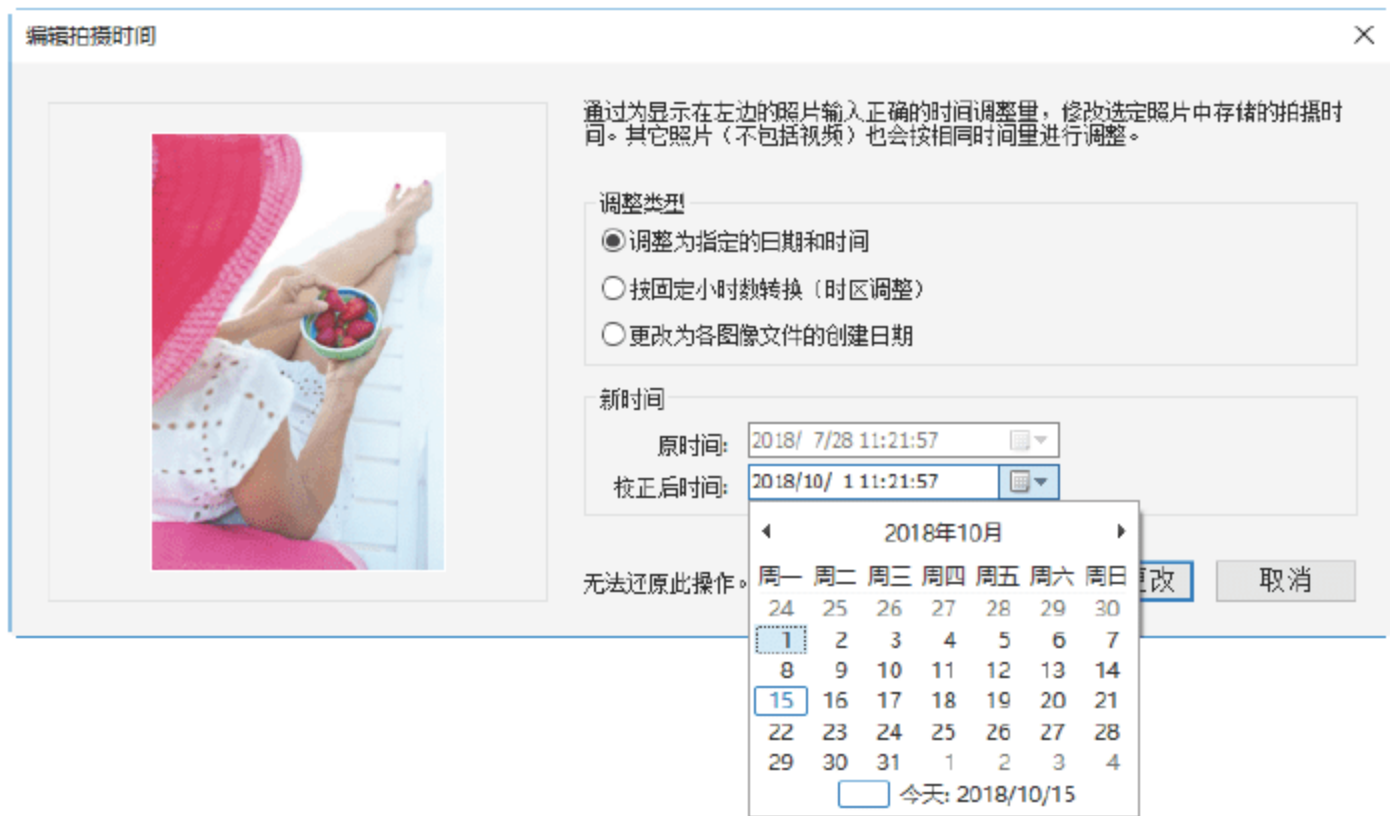 编辑拍摄时间
通过为显示在左边的照片输入正确的时间调整量，修改选定照片中存储的拍摄时
间。其它照片（不包括视频）也会按相同时间量进行调整。
调整类型
调整为指定的日期和时间
按固定小时数转换（时区调整）
更改为各图像文件的创建日期
新时间
原时间: 2018/ 7/28 11:21:57
校正后时间: 2018/10/ 1 11:21:57
2018年10月
无法还原此操作。
改 取消
周一 周二 周三 周四 周五 周六 周日
24 25 26 27 28 29 30
1 2 3 4 5 6 7
8 9 10 11 12 13 14
15 16 17 18 19 20 21
22 23 24 25 26 27 28
29 30 31 1 2 3 4
今天: 2018/10/15